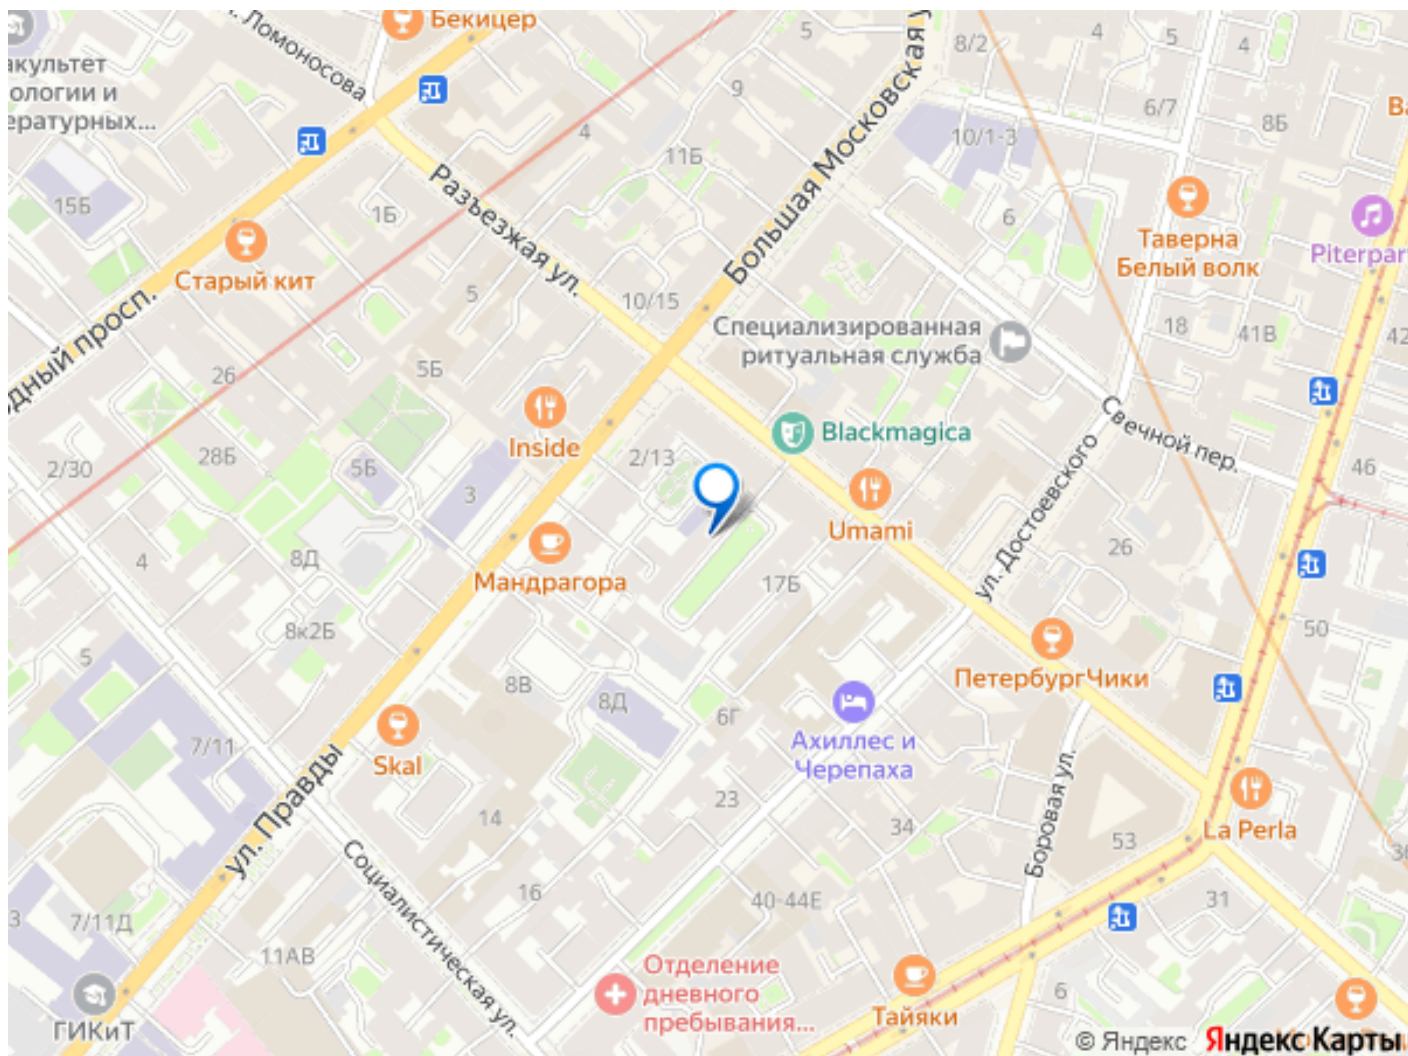 Бекицер
. Ломоносова
акультет
ологии и
ературных...
Большая Московская у
5
8/2
4
5
4
9
6/7
8Б
4
10/1-3
11Б
15Б
1Б
Разъезжая ул.
6
Старый кит
Таверна
Белый волк
Piterpar
5
10/15
18
41В
42
Специализированная
ритуальная служба
дный просп.
26
5Б
Inside
Blackmagica
Свечной пер.
2/30
28Б
5Б
2/13
46
3
Umami
ул. Достоевского
26
4
8Д
Мандрагора
17Б
8к2Б
50
5
8В
8Д
6Г
ПетербургЧики
7/11
Skal
Ахиллес и
Черепаха
ул. Правды
14
23
34
Боровая ул.
53
La Perla
36
Социалистическая ул.
16
40-44Е
31
3
7/11Д
11АВ
ГИКиТ
Отделение
дневного
пребывания...
Тайяки
6
© Яндекс
Яндекс Карты